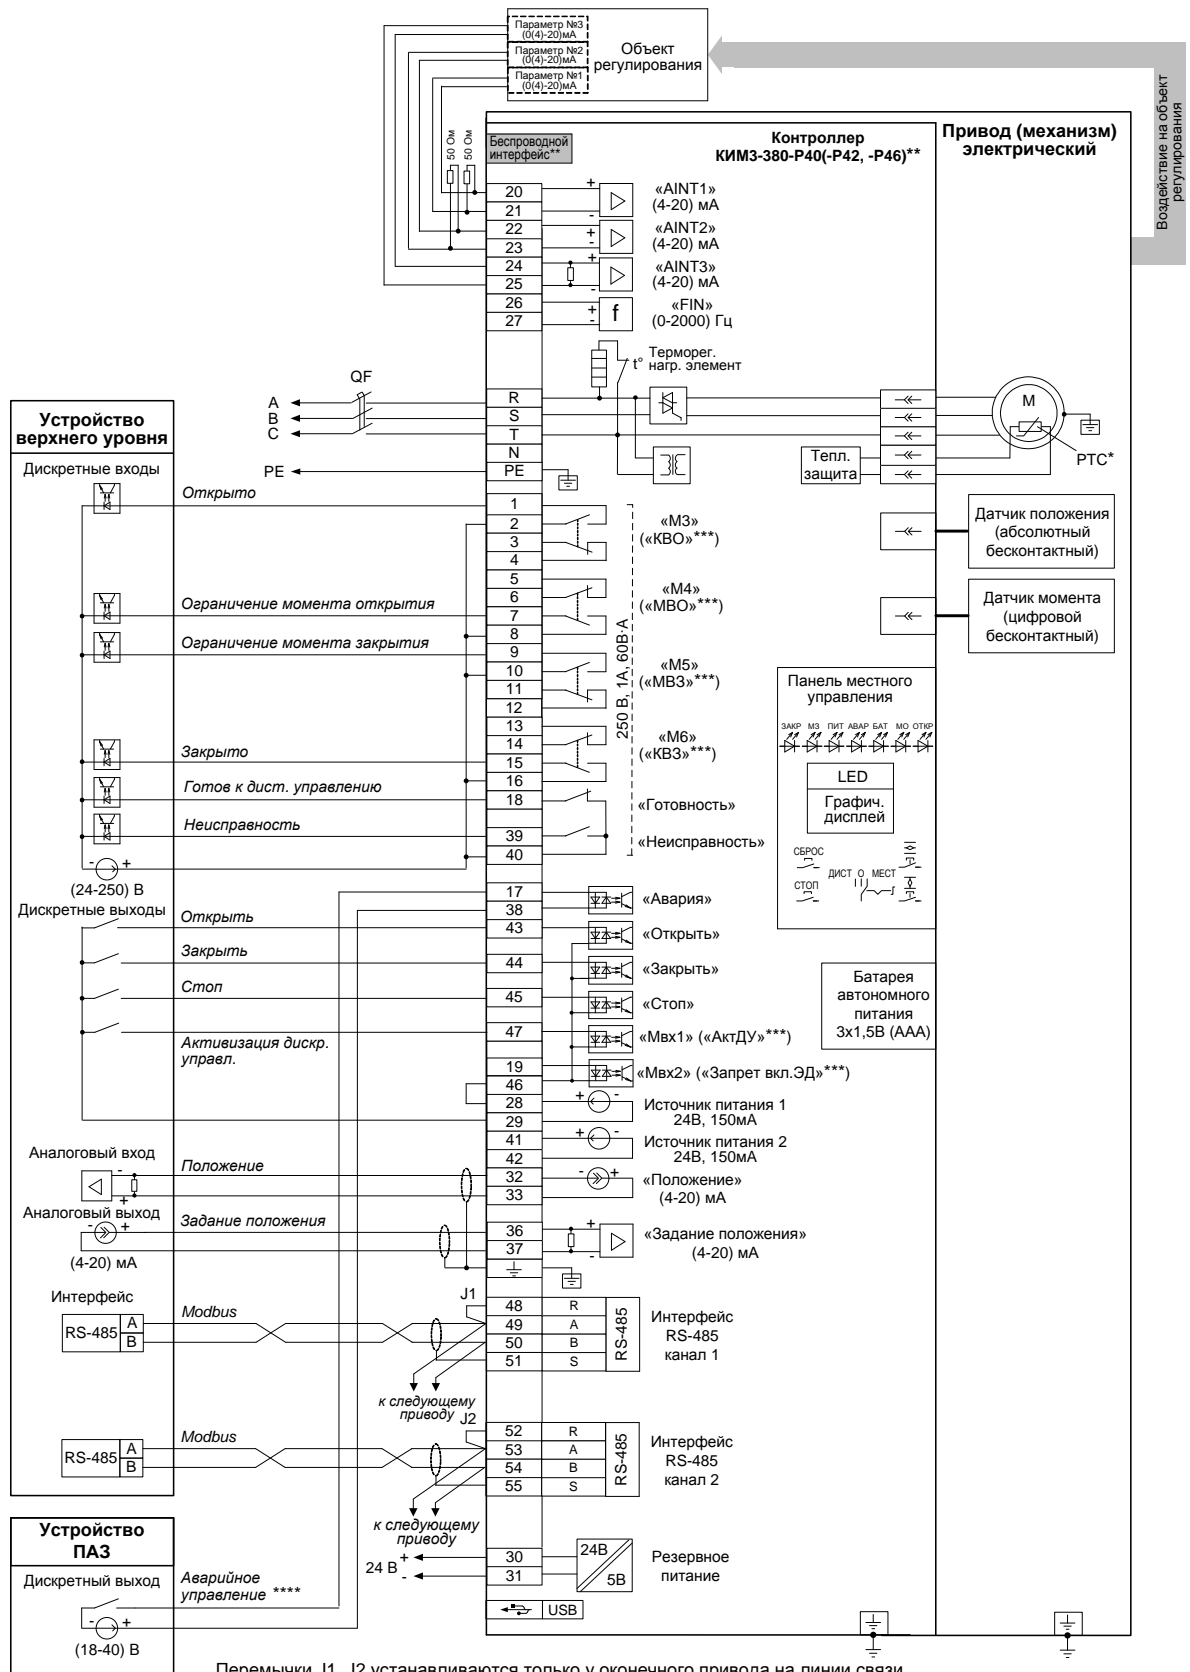 Параметр №3
(0(4)-20)мА
Параметр №2
(0(4)-20)мА
Параметр №1
(0(4)-20)мА
Объект
регулирования
Воздействие на объект
регулирования
50 Ом
50 Ом
Беспроводной
интерфейс**
Контроллер
КИМ3-380-Р40(-Р42, -Р46)**
Привод (механизм)
электрический
20
+
«AINT1»
(4-20) мА
21
-
22
+
«AINT2»
(4-20) мА
23
-
24
+
«AINT3»
(4-20) мА
25
-
26
+
f
«FIN»
(0-2000) Гц
27
-
t°
Терморег.
нагр. элемент
QF
A
B
C
PE
R
S
T
N
PE
M
Тепл.
защита
PTC*
Устройство
верхнего уровня
Дискретные входы
Открыто
1
2
3
4
«М3»
(«КВО»***)
Датчик положения
(абсолютный
бесконтактный)
Ограничение момента открытия
5
6
7
8
«М4»
(«МВО»***)
Датчик момента
(цифровой
бесконтактный)
Ограничение момента закрытия
9
10
11
12
«М5»
(«МВЗ»***)
250 В, 1А, 60В·А
Закрыто
13
14
15
16
«М6»
(«КВЗ»***)
Готов к дист. управлению
18
«Готовность»
Неисправность
39
40
«Неисправность»
- +
(24-250) В
Панель местного
управления
ЗАКР МЗ ПИТ АВАР БАТ МО ОТКР
LED
Графич.
дисплей
СБРОС
СТОП
ДИСТ О МЕСТ
Батарея
автономного
питания
3х1,5В (ААА)
Дискретные выходы
17
38
«Авария»
Открыть
43
«Открыть»
Закрыть
44
«Закрыть»
Стоп
45
«Стоп»
Активизация дискр.
управл.
47
«Мвх1» («АктДУ»***)
19
«Мвх2» («Запрет вкл.ЭД»***)
46
28
+ -
Источник питания 1
24В, 150мА
29
41
+ -
Источник питания 2
24В, 150мА
42
Аналоговый вход
-
+
Положение
32
33
- +
«Положение»
(4-20) мА
Аналоговый выход
- +
(4-20) мА
Задание положения
36
37
+
-
«Задание положения»
(4-20) мА
Интерфейс
RS-485
A
B
Modbus
J1
48 R
49 A
50 B
51 S
RS-485
Интерфейс
RS-485
канал 1
к следующему
приводу
J2
RS-485
A
B
Modbus
52 R
53 A
54 B
55 S
RS-485
Интерфейс
RS-485
канал 2
к следующему
приводу
24 В
+
-
30
31
24В
5В
Резервное
питание
USB
Устройство
ПАЗ
Дискретный выход
Аварийное
управление ****
- +
(18-40) В
Перемычки J1, J2 устанавливаются только у оконечного привода на линии связи